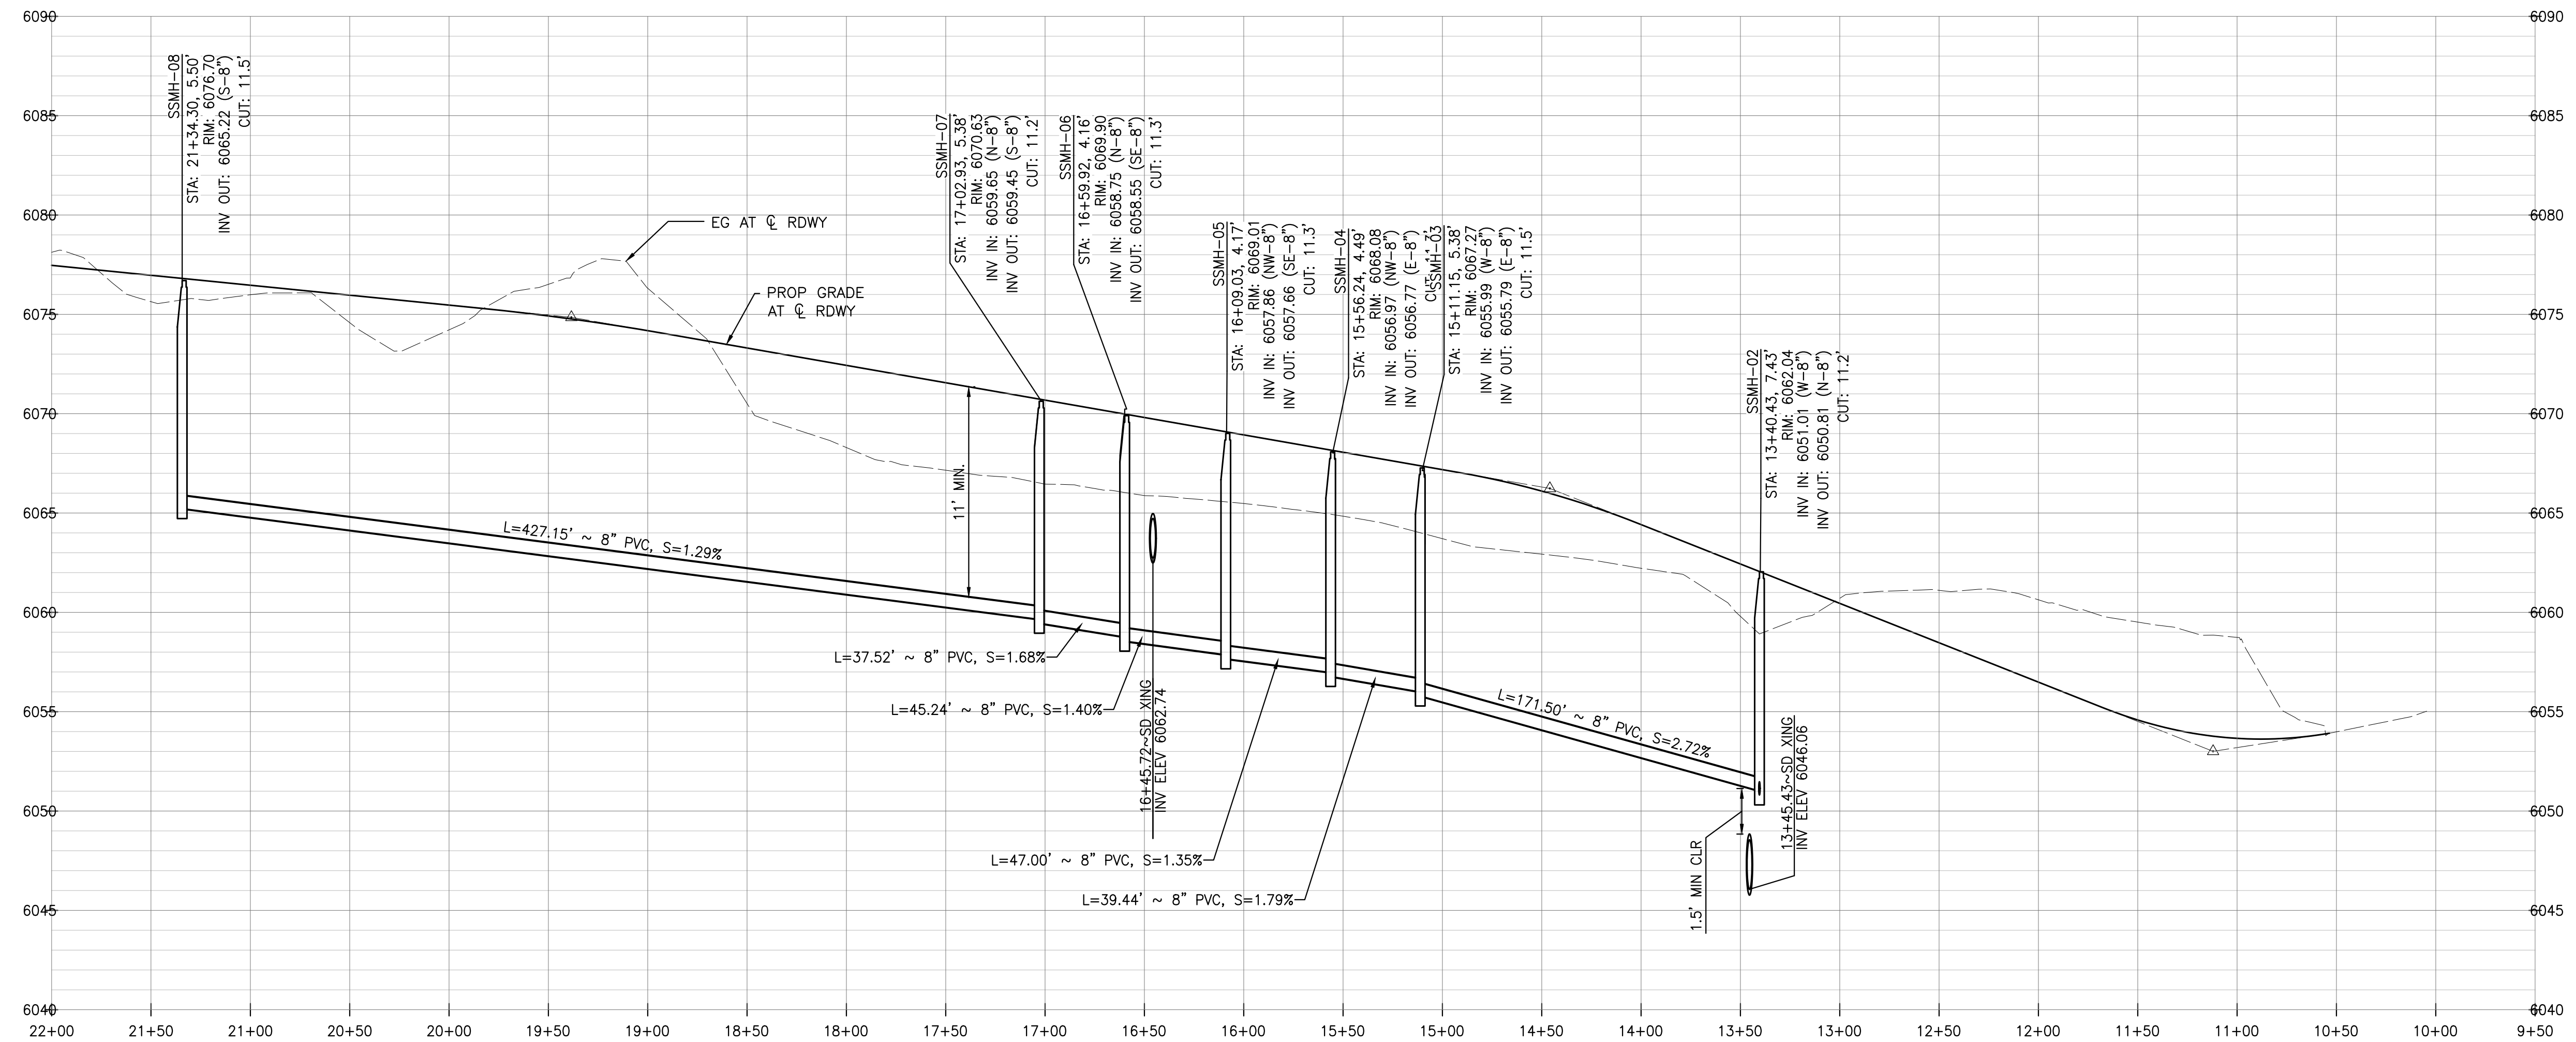 6090
6085
6080
6075
6070
6065
6060
6055
6050
6045
6040
SSMH-08
STA: 21+34.30, 5.50'
RIM: 6076.70
INV OUT: 6065.22 (S-8")
CUT: 11.5'
EG AT ℄ RDWY
PROP GRADE
AT ℄ RDWY
SSMH-07
STA: 17+02.93, 5.38'
RIM: 6070.63
INV IN: 6059.65 (N-8")
INV OUT: 6059.45 (S-8")
CUT: 11.2'
SSMH-06
STA: 16+59.92, 4.16'
RIM: 6069.90
INV IN: 6058.75 (N-8")
INV OUT: 6058.55 (SE-8")
CUT: 11.3'
SSMH-05
STA: 16+09.03, 4.17'
RIM: 6069.01
INV IN: 6057.86 (NW-8")
INV OUT: 6057.66 (SE-8")
CUT: 11.3'
SSMH-04
STA: 15+56.24, 4.49'
RIM: 6068.08
INV IN: 6056.97 (NW-8")
INV OUT: 6056.77 (E-8")
SSMH-03
STA: 15+11.15, 5.38'
RIM: 6067.27
INV IN: 6055.99 (W-8")
INV OUT: 6055.79 (E-8")
CUT: 11.5'
SSMH-02
STA: 13+40.43, 7.43'
RIM: 6062.04
INV IN: 6051.01 (W-8")
INV OUT: 6050.81 (N-8")
CUT: 11.2'
11' MIN.
L=427.15' ~ 8" PVC, S=1.29%
L=37.52' ~ 8" PVC, S=1.68%
L=45.24' ~ 8" PVC, S=1.40%
16+45.72~SD XING
INV ELEV 6062.74
L=47.00' ~ 8" PVC, S=1.35%
L=39.44' ~ 8" PVC, S=1.79%
L=171.50' ~ 8" PVC, S=2.72%
1.5' MIN CLR
13+45.43~SD XING
INV ELEV 6046.06
6090
6085
6080
6075
6070
6065
6060
6055
6050
6045
6040
22+00 21+50 21+00 20+50 20+00 19+50 19+00 18+50 18+00 17+50 17+00 16+50 16+00 15+50 15+00 14+50 14+00 13+50 13+00 12+50 12+00 11+50 11+00 10+50 10+00 9+50